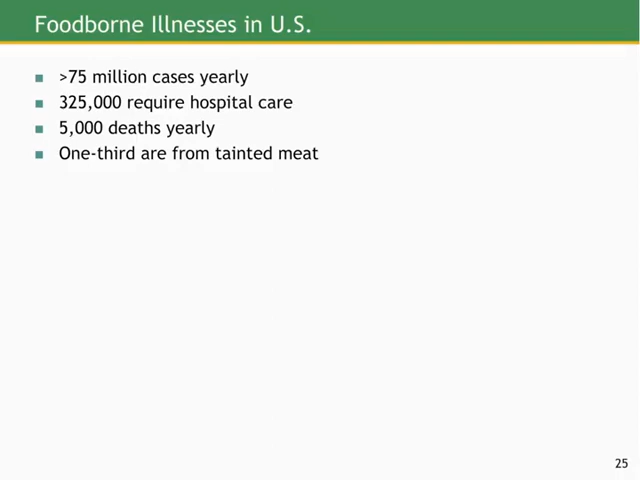 Foodborne Illnesses in U.S.
>75 million cases yearly
325,000 require hospital care
5,000 deaths yearly
One-third are from tainted meat
25